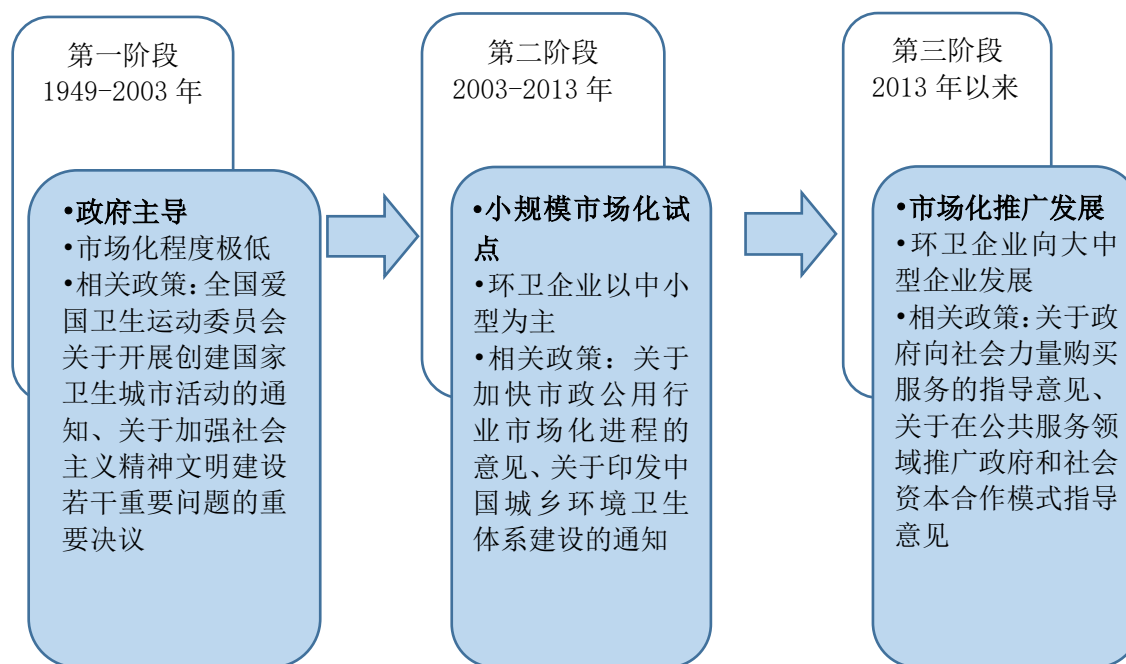 第一阶段
1949-2003 年
•政府主导
•市场化程度极低
•相关政策：全国爱
国卫生运动委员会
关于开展创建国家
卫生城市活动的通
知、关于加强社会
主义精神文明建设
若干重要问题的重
要决议
第二阶段
2003-2013 年
•小规模市场化试
点
•环卫企业以中小
型为主
•相关政策：关于
加快市政公用行
业市场化进程的
意见、关于印发中
国城乡环境卫生
体系建设的通知
第三阶段
2013 年以来
•市场化推广发展
•环卫企业向大中
型企业发展
•相关政策：关于政
府向社会力量购买
服务的指导意见、
关于在公共服务领
域推广政府和社会
资本合作模式指导
意见